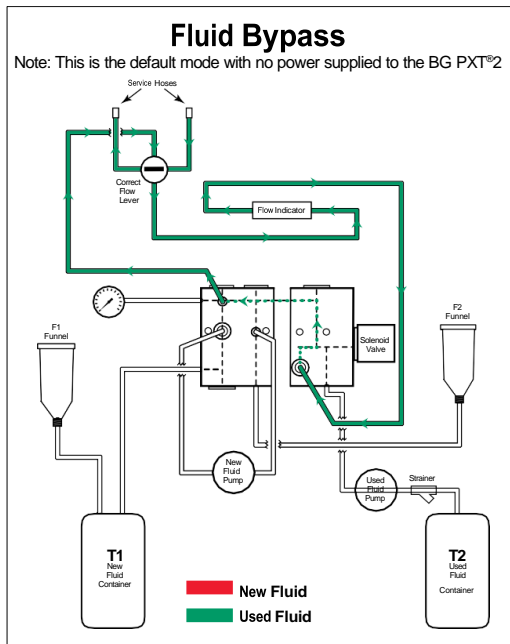 Fluid Bypass
Note: This is the default mode with no power supplied to the BG PXT®2
Service Hoses
Correct
Flow
Lever
Flow Indicator
F1
Funnel
F2
Funnel
Solenoid
Valve
New
Fluid
Pump
Used
Fluid
Pump
Strainer
T1
New
Fluid
Container
T2
Used
Fluid
Container
New Fluid
Used Fluid